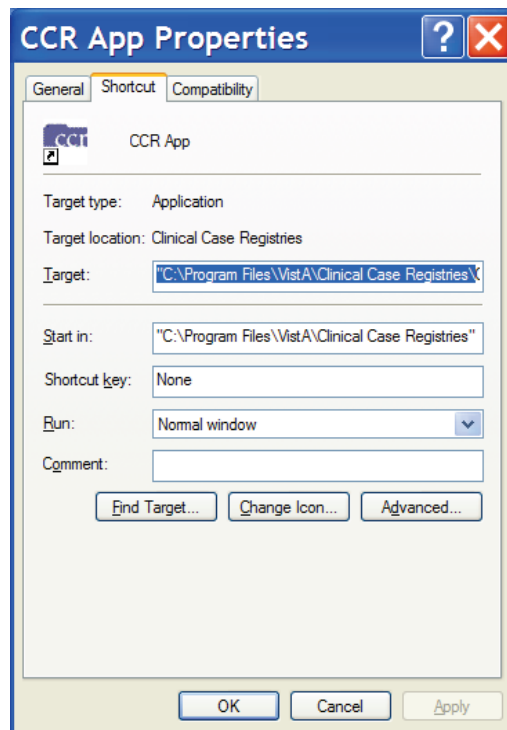 CCR App Properties ?
General Shortcut Compatibility
ccr CCR App
Target type: Application
Target location: Clinical Case Registries
Target: "C:\Program Files\VistA\Clinical Case Registries\
Start in: "C:\Program Files\VistA\Clinical Case Registries"
Shortcut key: None
Run: Normal window
Comment:
Find Target... Change Icon... Advanced...
OK Cancel Apply